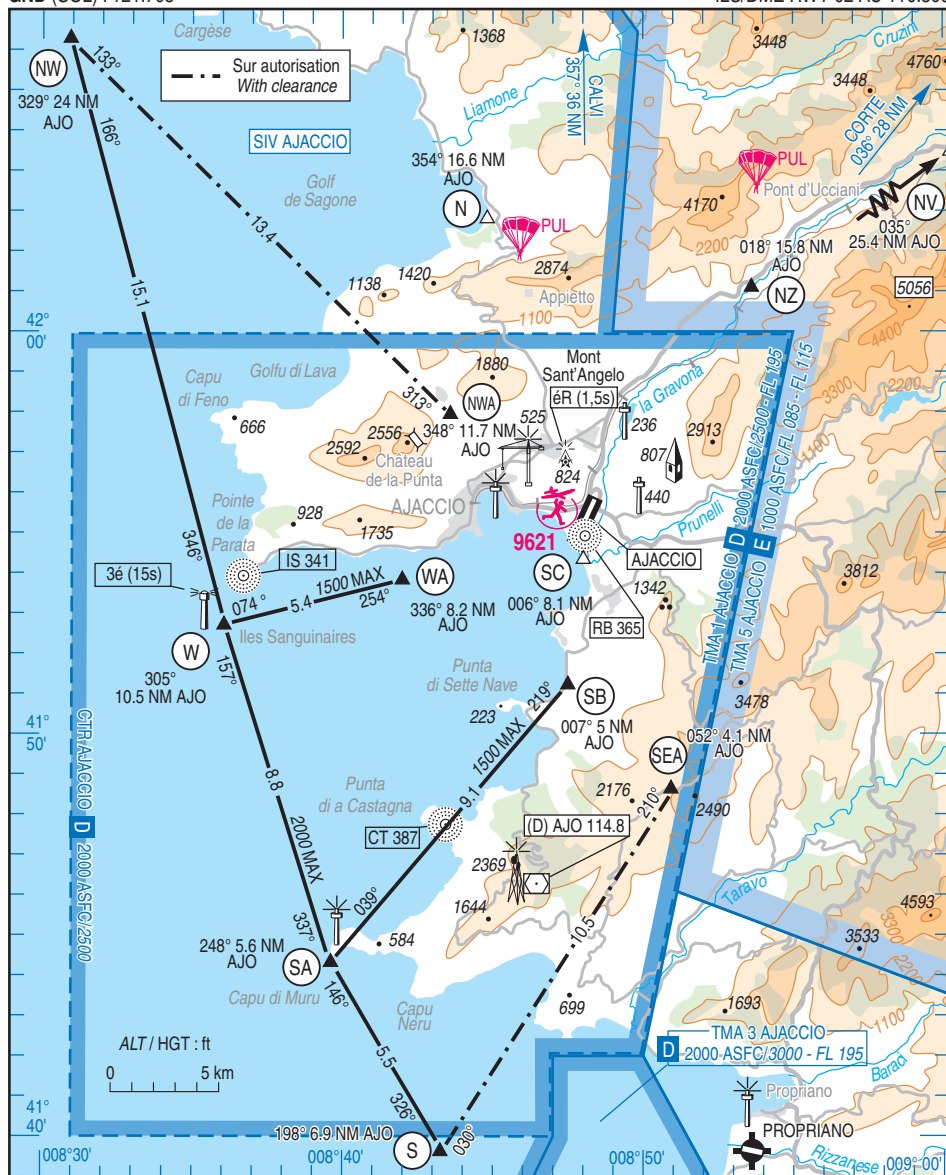 Cargèse
1368
3448
Cruzini
4760
NW
329° 24 NM
AJO
133°
166°
Sur autorisation
With clearance
SIV AJACCIO
Liamone
357° 36 NM
CALVI
3448
CORTE
036° 28 NM
PUL
Pont d'Ucciani
4170
2200
NV
035°
25.4 NM AJO
Golf
de Sagone
354° 16.6 NM
AJO
N
PUL
018° 15.8 NM
AJO
NZ
5056
13.4
15.1
1138
1420
2874
Appietto
1100
4400
42°
00'
Capu
di Feno
Golfu di Lava
1880
Mont
Sant'Angelo
éR (1,5s)
la Gravona
3300
2200
1100
666
313°
NWA
348° 11.7 NM
AJO
525
236
2913
2556
2592
Château
de la Punta
824
807
440
AJACCIO
Pointe
de la
Parata
928
1735
9621
Prunelli
AJACCIO
TMA 1 AJACCIO D 2000 ASFC/2500 - FL 195
TMA 5 AJACCIO E 1000 ASFC/FL 085 - FL 115
346°
3é (15s)
IS 341
074°
5.4
1500 MAX
254°
WA
336° 8.2 NM
AJO
SC
006° 8.1 NM
AJO
1342
RB 365
3812
Iles Sanguinaires
W
305°
10.5 NM AJO
157°
Punta
di Sette Nave
223
219°
SB
007° 5 NM
AJO
3478
41°
50'
052° 4.1 NM
AJO
SEA
CTR AJACCIO
D
2000 ASFC/2500
8.8
2000 MAX
Punta
di a Castagna
9.1
1500 MAX
2176
210°
2490
CT 387
(D) AJO 114.8
2369
Taravo
4593
039°
1644
10.5
337°
3300
2200
3533
248° 5.6 NM
AJO
SA
584
146°
Capu di Muru
Capu
Neru
699
1693
1100
ALT / HGT : ft
0 5 km
5.5
TMA 3 AJACCIO
D 2000 ASFC/3000 - FL 195
Barad
41°
40'
326°
198° 6.9 NM AJO
S
030°
Propriano
PROPRIANO
Rizzanese
008°30'
008°40'
008°50'
009°00'